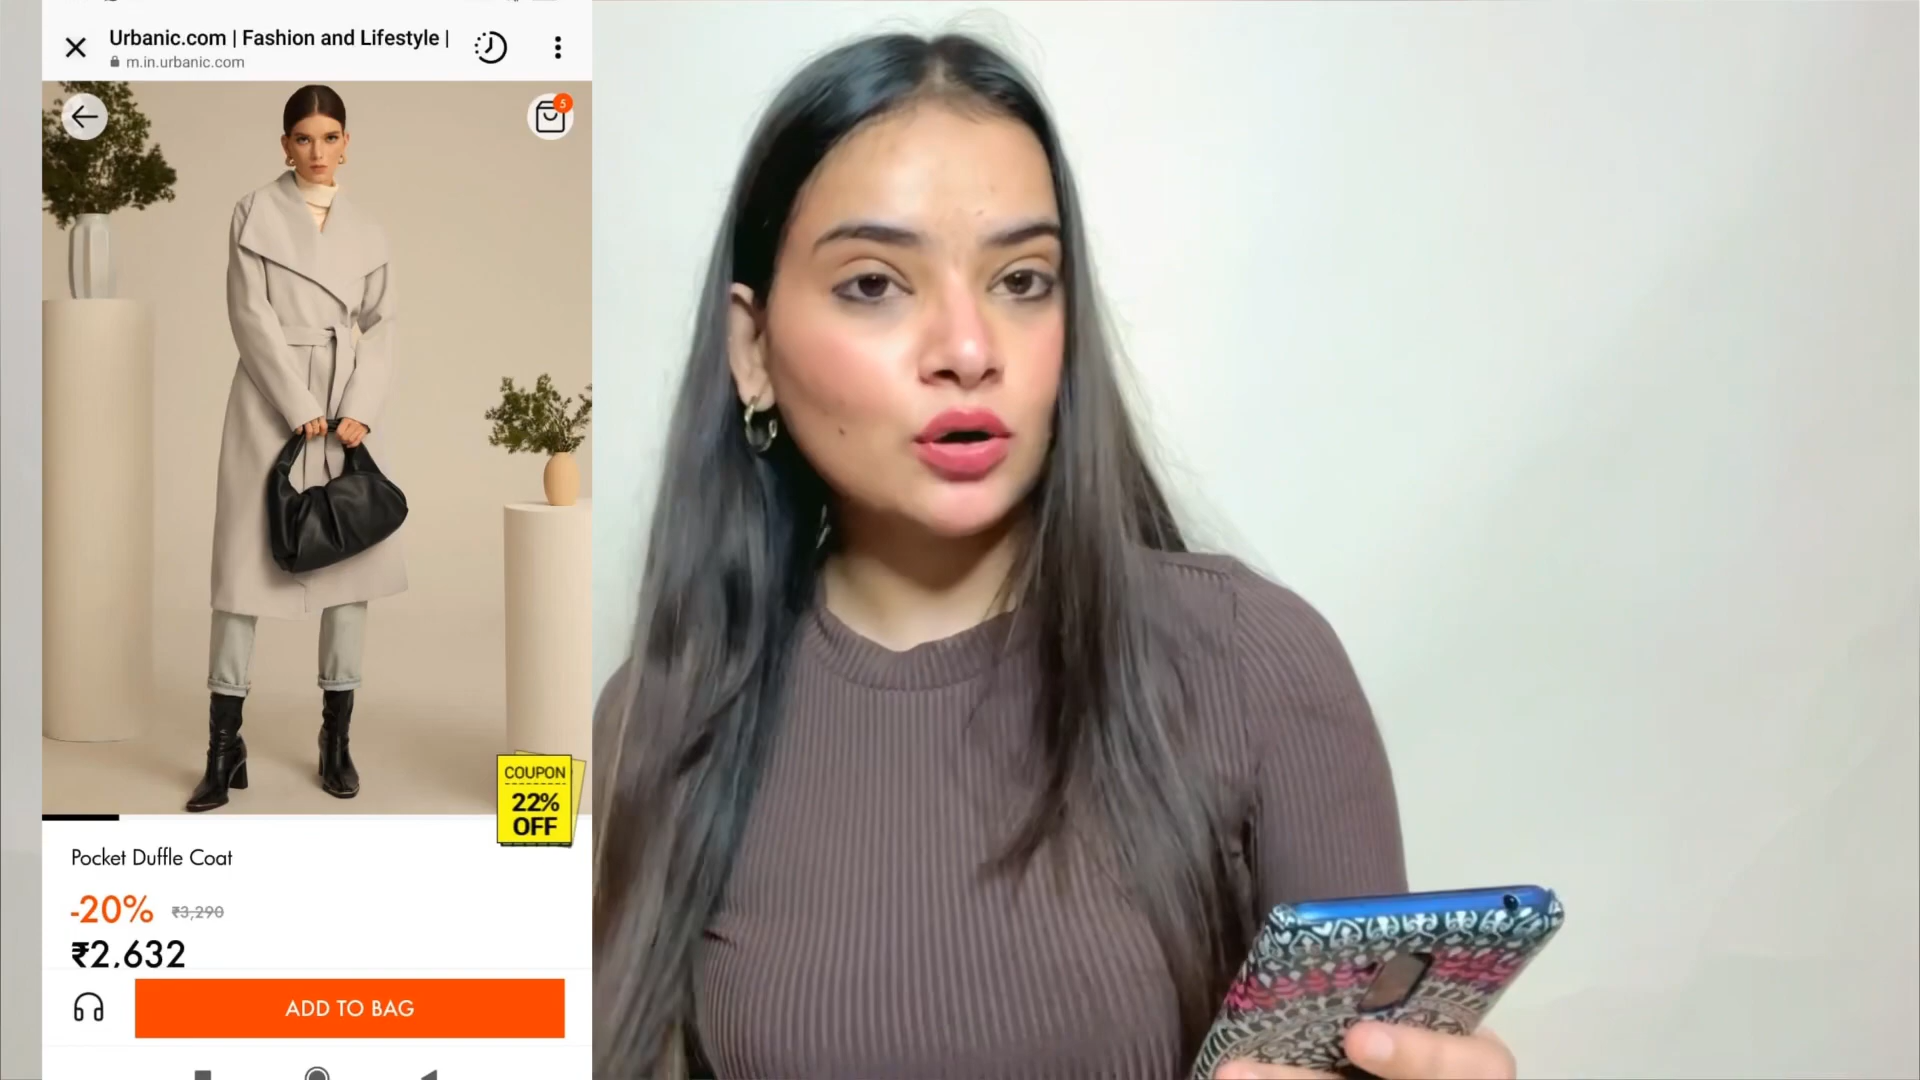 Urbanic.com | Fashion and Lifestyle |
m.in.urbanic.com
5
COUPON
22%
OFF
Pocket Duffle Coat
-20% ₹3,290
₹2,632
ADD TO BAG